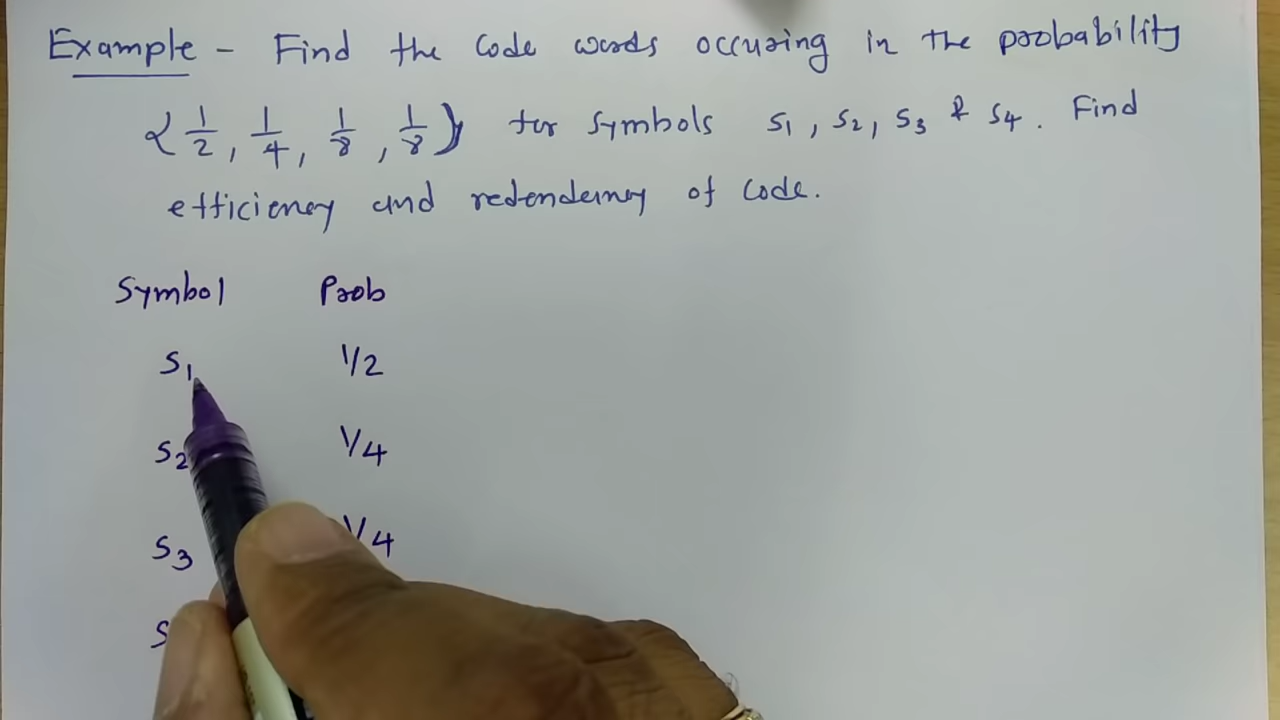 Example - Find the Code words occuring in the probability
{1/2, 1/4, 1/8, 1/8} for symbols S1, S2, S3 & S4. Find
efficiency and redendemcy of Code.
Symbol Prob
S1 1/2
S2 1/4
S3 1/4
S